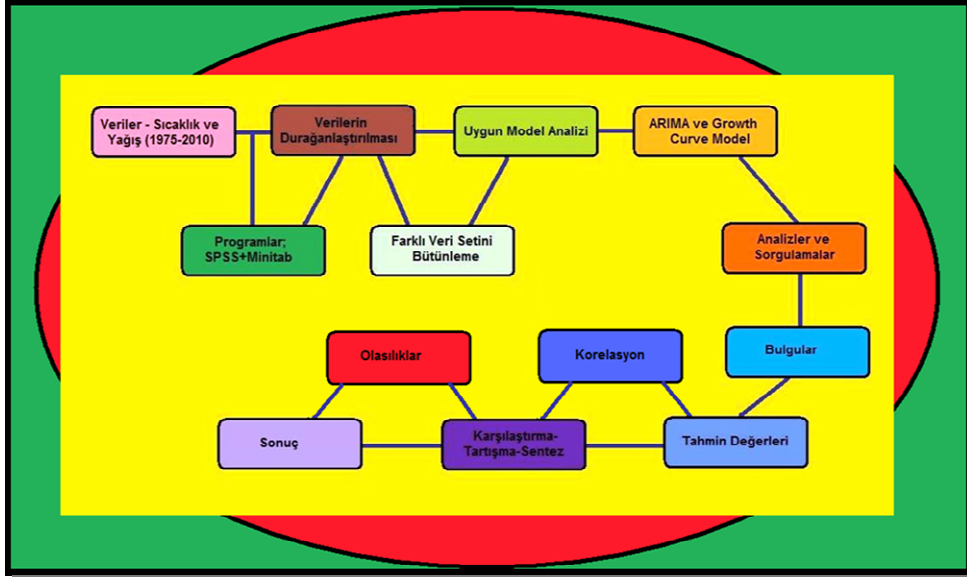 Veriler - Sıcaklık ve
Yağış (1975-2010)
Verilerin
Durağanlaştırılması
Uygun Model Analizi
ARIMA ve Growth
Curve Model
Programlar;
SPSS+Minitab
Farklı Veri Setini
Bütünleme
Analizler ve
Sorgulamalar
Olasılıklar
Korelasyon
Bulgular
Sonuç
Karşılaştırma-
Tartışma-Sentez
Tahmin Değerleri